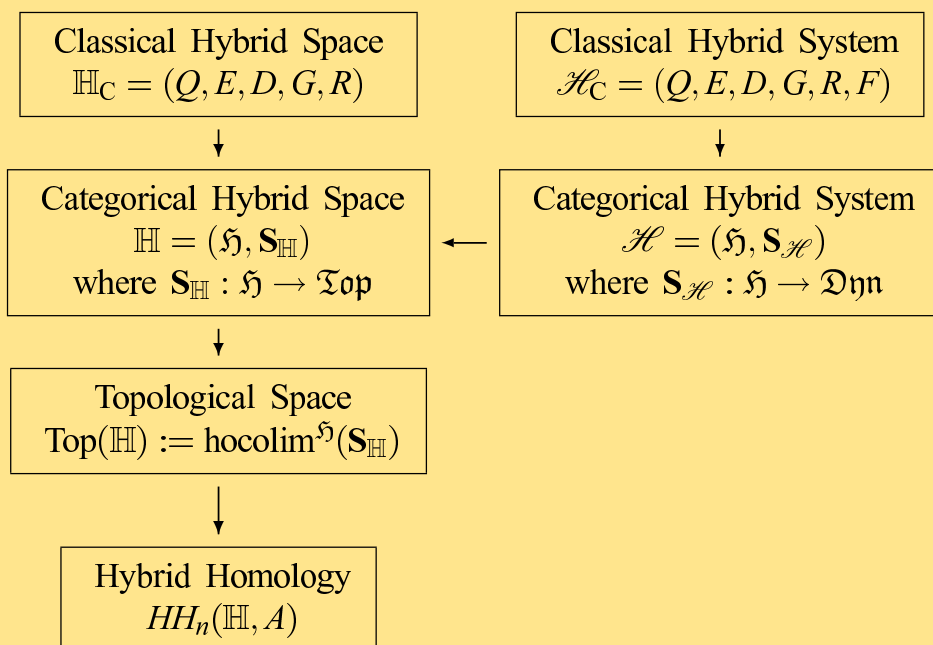 Classical Hybrid Space
ℍ_C = (Q, E, D, G, R)
Classical Hybrid System
ℋ_C = (Q, E, D, G, R, F)
Categorical Hybrid Space
ℍ = (ℌ, 𝐒_ℍ)
where 𝐒_ℍ : ℌ → 𝔗𝔬𝔭
Categorical Hybrid System
ℋ = (ℌ, 𝐒_ℋ)
where 𝐒_ℋ : ℌ → 𝔇𝔶𝔫
Topological Space
Top(ℍ) := hocolim^ℌ(𝐒_ℍ)
Hybrid Homology
HH_n(ℍ, A)